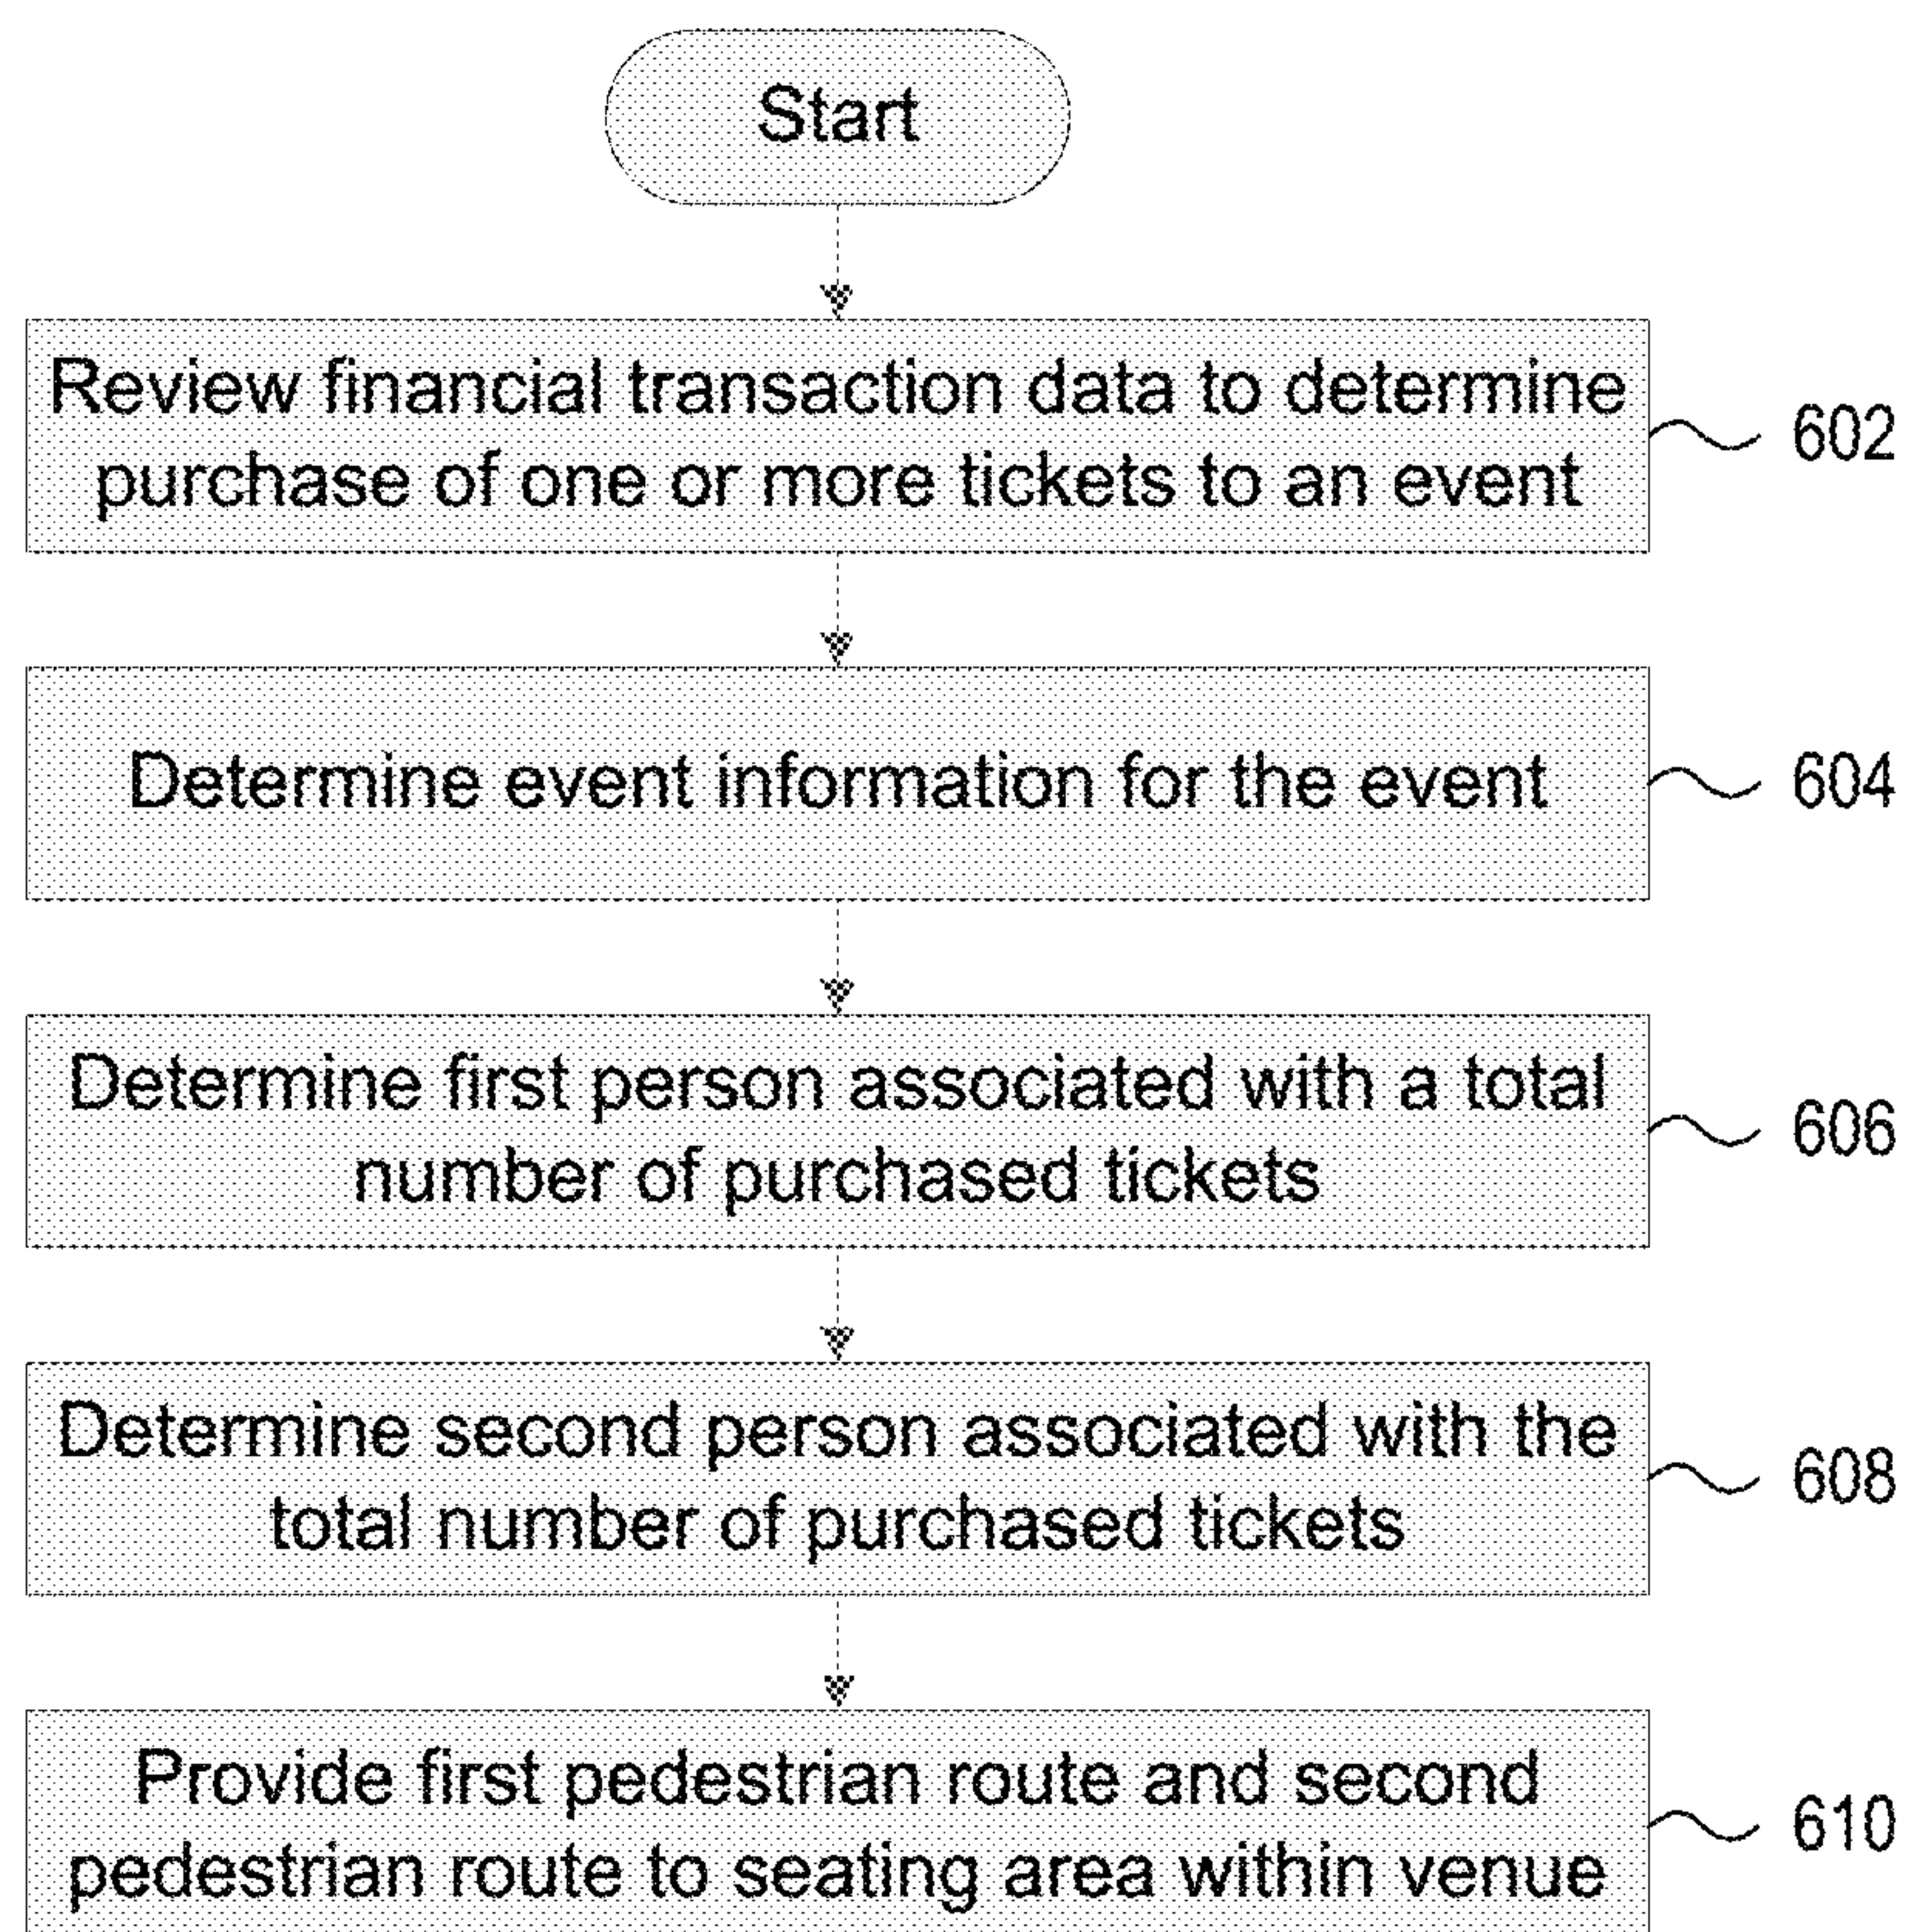 Start
Review financial transaction data to determine
purchase of one or more tickets to an event
602
Determine event information for the event
604
Determine first person associated with a total
number of purchased tickets
606
Determine second person associated with the
total number of purchased tickets
608
Provide first pedestrian route and second
pedestrian route to seating area within venue
610